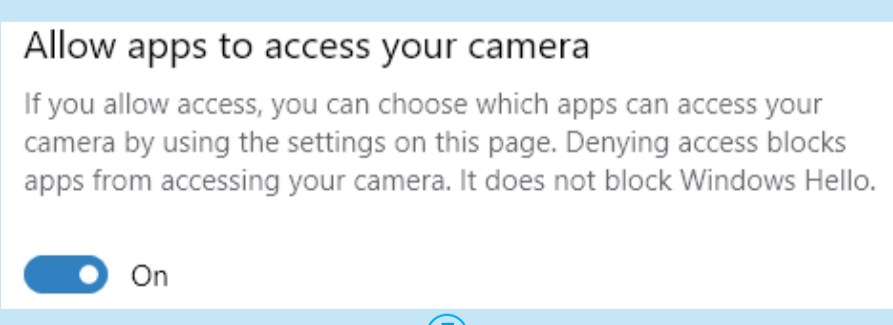 Allow apps to access your camera
If you allow access, you can choose which apps can access your
camera by using the settings on this page. Denying access blocks
apps from accessing your camera. It does not block Windows Hello.
On